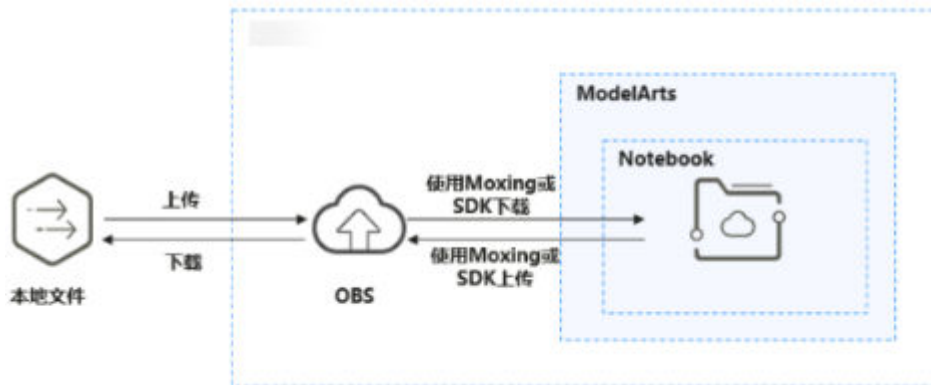 ModelArts
Notebook
使用Moxing或
SDK下载
上传
下载
使用Moxing或
SDK上传
本地文件
OBS